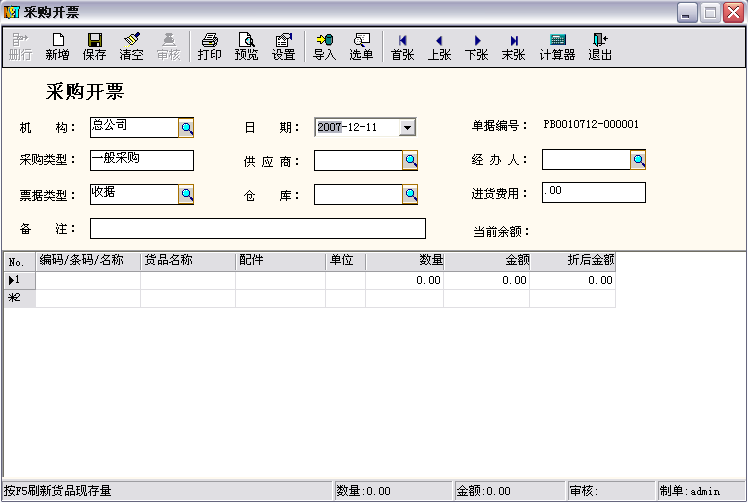 采购开票
删行 新增 保存 清空 审核 打印 预览 设置 导入 选单 首张 上张 下张 末张 计算器 退出
采购开票
机 构： 总公司 日 期： 2007-12-11 单据编号： PB0010712-000001
采购类型： 一般采购 供 应 商： 经 办 人：
票据类型： 收据 仓 库： 进货费用： .00
备 注： 当前余额：
No. 编码/条码/名称 货品名称 配件 单位 数量 金额 折后金额
1 0.00 0.00 0.00
*2
按F5刷新货品现存量 数量:0.00 金额:0.00 审核: 制单:admin